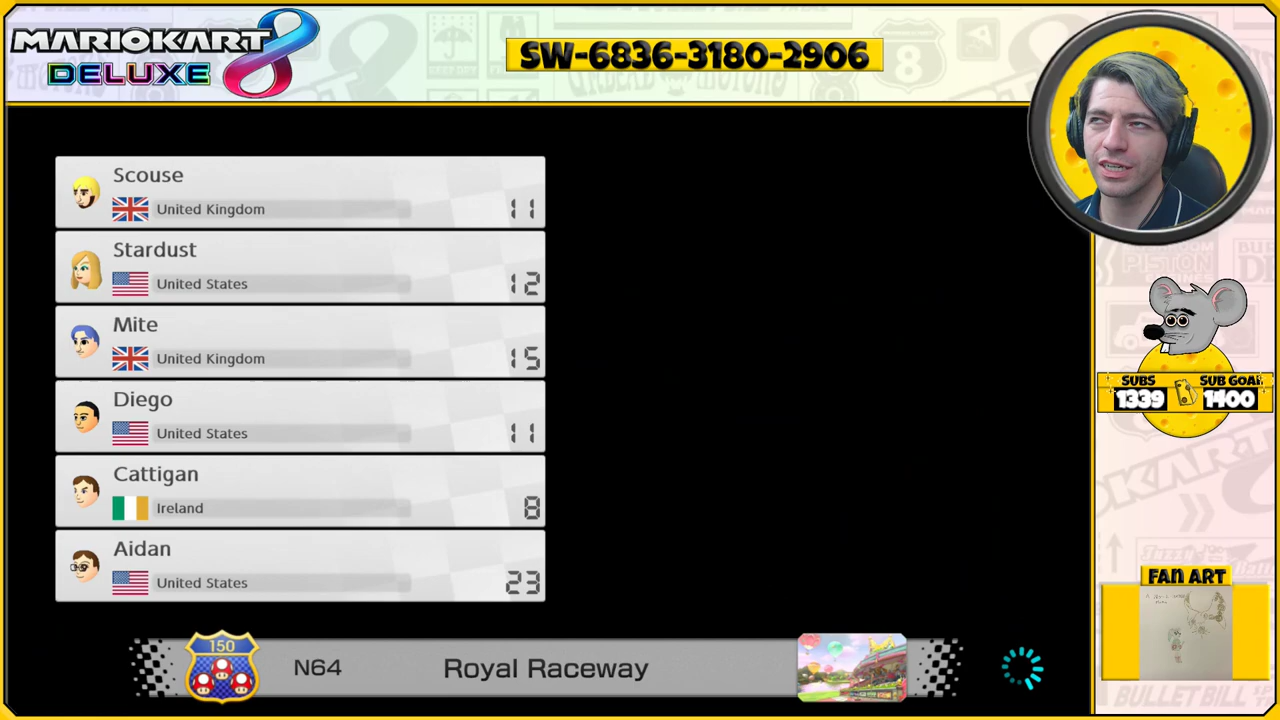 MARIOKART 8
DELUXE
SW-6836-3180-2906
Scouse
United Kingdom 11
Stardust
United States 12
Mite
United Kingdom 15
Diego
United States 11
Cattigan
Ireland 8
Aidan
United States 23
150
N64 Royal Raceway
SUBS SUB GOAL
1339 1400
FAN ART
BULLET BILL